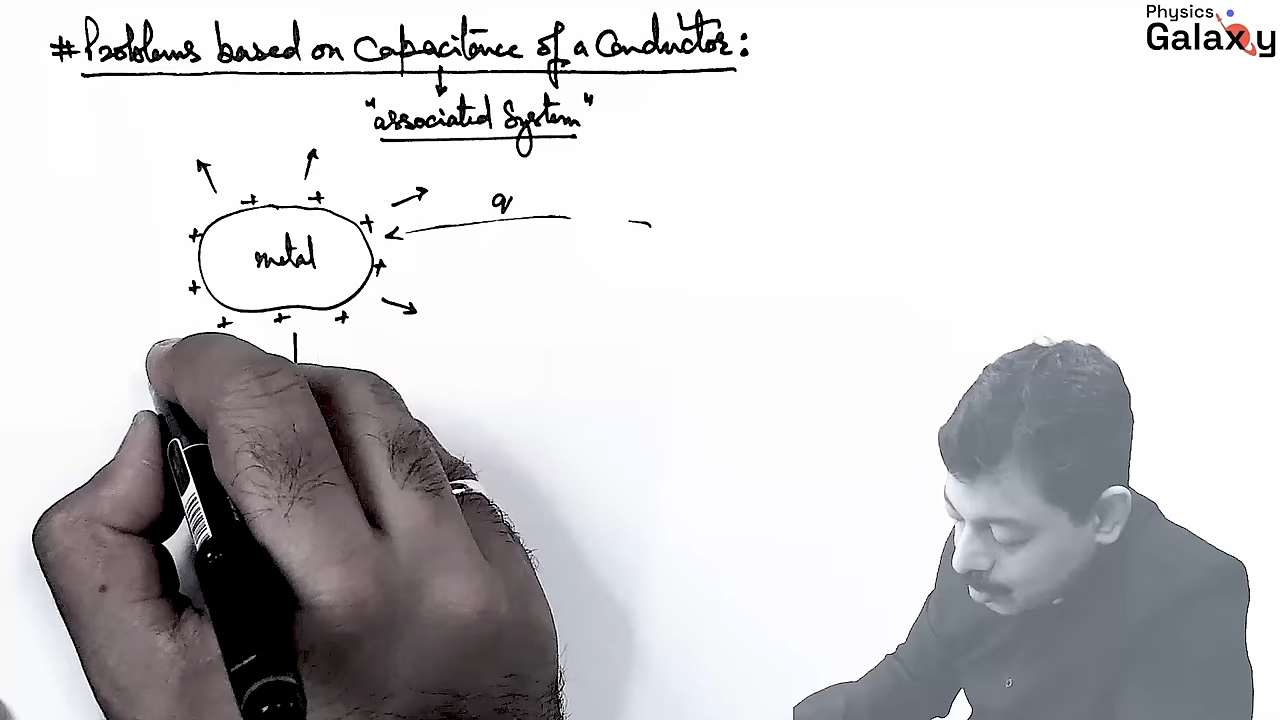 Physics
Galaxy
# Problems based on Capacitance of a Conductor:
"associated System"
q
metal